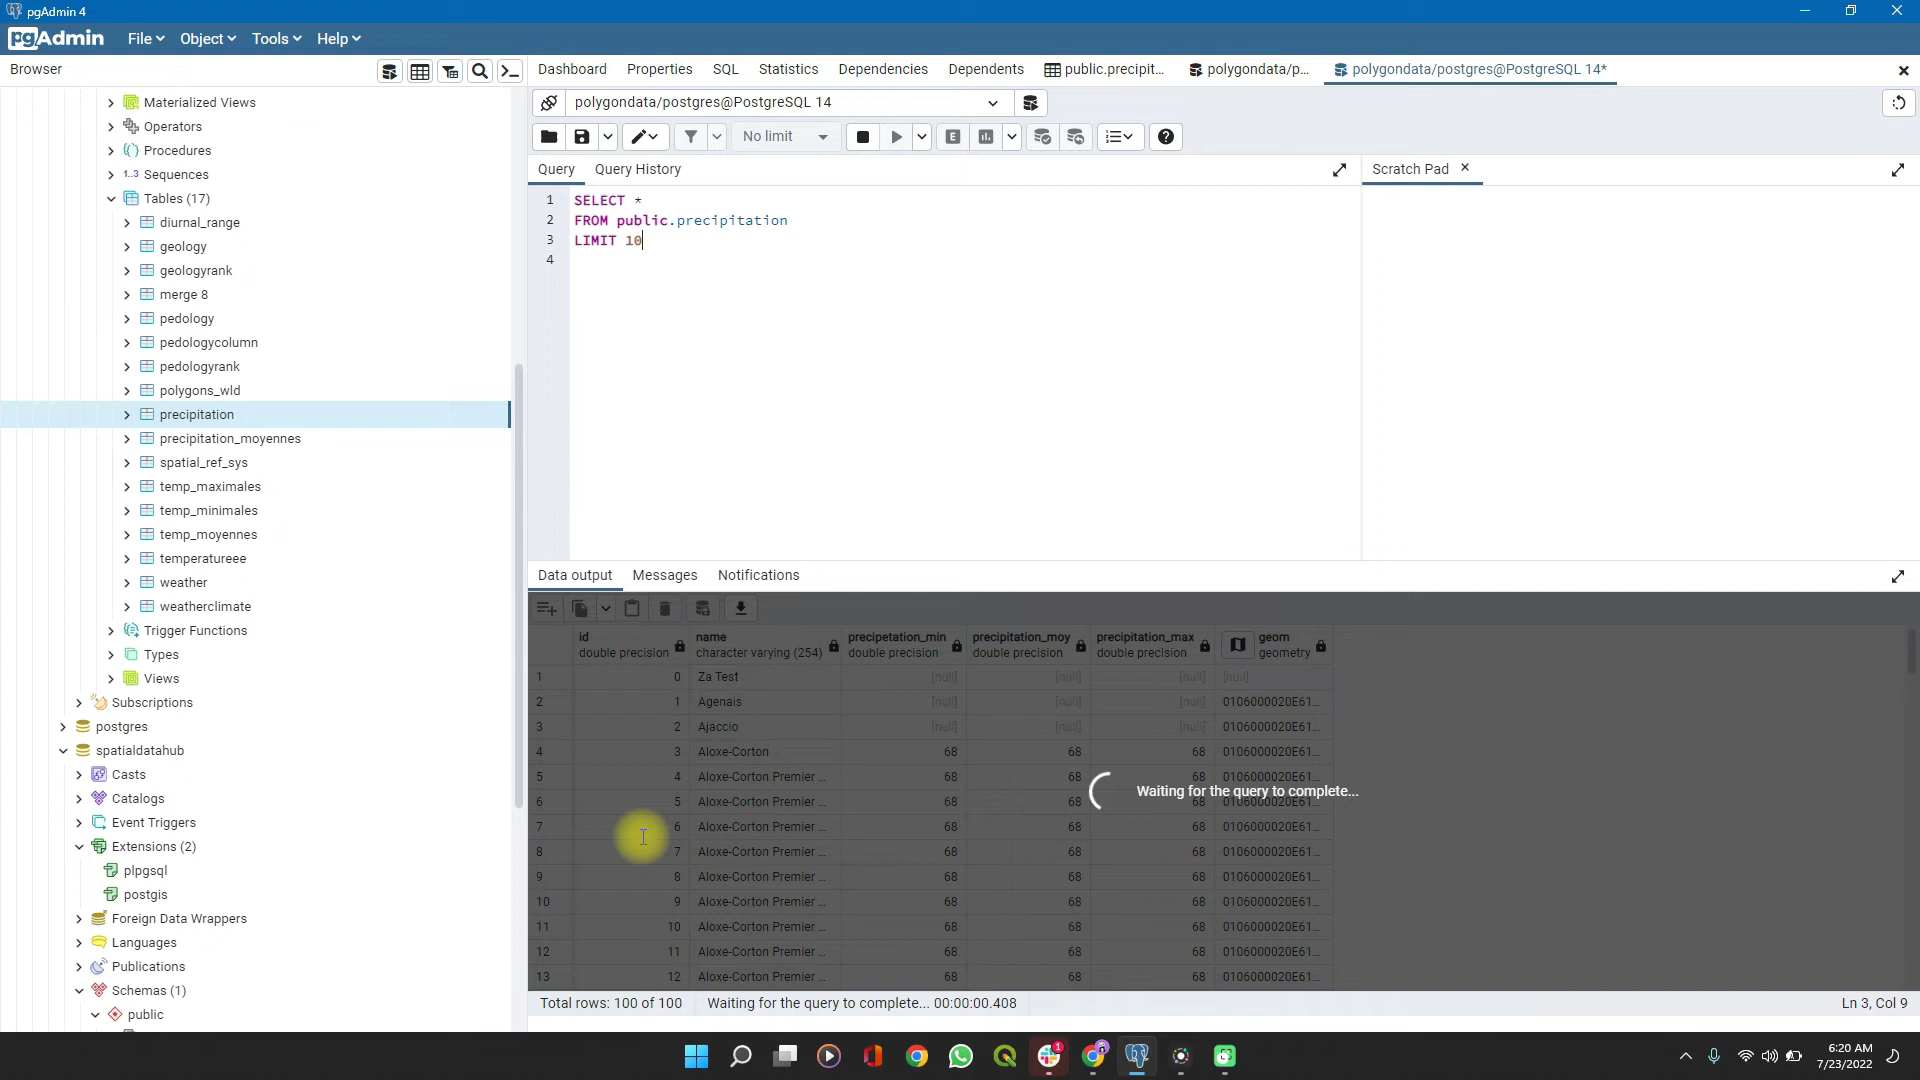 pgAdmin 4
pgAdmin File Object Tools Help
Browser
Dashboard Properties SQL Statistics Dependencies Dependents public.precipit... polygondata/p... polygondata/postgres@PostgreSQL 14*
polygondata/postgres@PostgreSQL 14
No limit
E
Query Query History
Scratch Pad
1 SELECT *
2 FROM public.precipitation
3 LIMIT 10
4
Materialized Views
Operators
Procedures
1..3 Sequences
Tables (17)
diurnal_range
geology
geologyrank
merge 8
pedology
pedologycolumn
pedologyrank
polygons_wld
precipitation
precipitation_moyennes
spatial_ref_sys
temp_maximales
temp_minimales
temp_moyennes
temperatureee
weather
weatherclimate
Trigger Functions
Types
Views
Subscriptions
postgres
spatialdatahub
Casts
Catalogs
Event Triggers
Extensions (2)
plpgsql
postgis
Foreign Data Wrappers
Languages
Publications
Schemas (1)
public
Data output Messages Notifications
id name precipetation_min precipitation_moy precipitation_max geom
double precision character varying (254) double precision double precision double precision geometry
1 0 Za Test [null] [null] [null] [null]
2 1 Agenais [null] [null] [null] 0106000020E61...
3 2 Ajaccio [null] [null] [null] 0106000020E61...
4 3 Aloxe-Corton 68 68 68 0106000020E61...
5 4 Aloxe-Corton Premier ... 68 68 68 0106000020E61...
6 5 Aloxe-Corton Premier ... 68 68 68 0106000020E61...
Waiting for the query to complete...
7 6 Aloxe-Corton Premier ... 68 68 68 0106000020E61...
8 7 Aloxe-Corton Premier ... 68 68 68 0106000020E61...
9 8 Aloxe-Corton Premier ... 68 68 68 0106000020E61...
10 9 Aloxe-Corton Premier ... 68 68 68 0106000020E61...
11 10 Aloxe-Corton Premier ... 68 68 68 0106000020E61...
12 11 Aloxe-Corton Premier ... 68 68 68 0106000020E61...
13 12 Aloxe-Corton Premier ... 68 68 68 0106000020E61...
Total rows: 100 of 100 Waiting for the query to complete... 00:00:00.408
Ln 3, Col 9
1
6:20 AM
7/23/2022